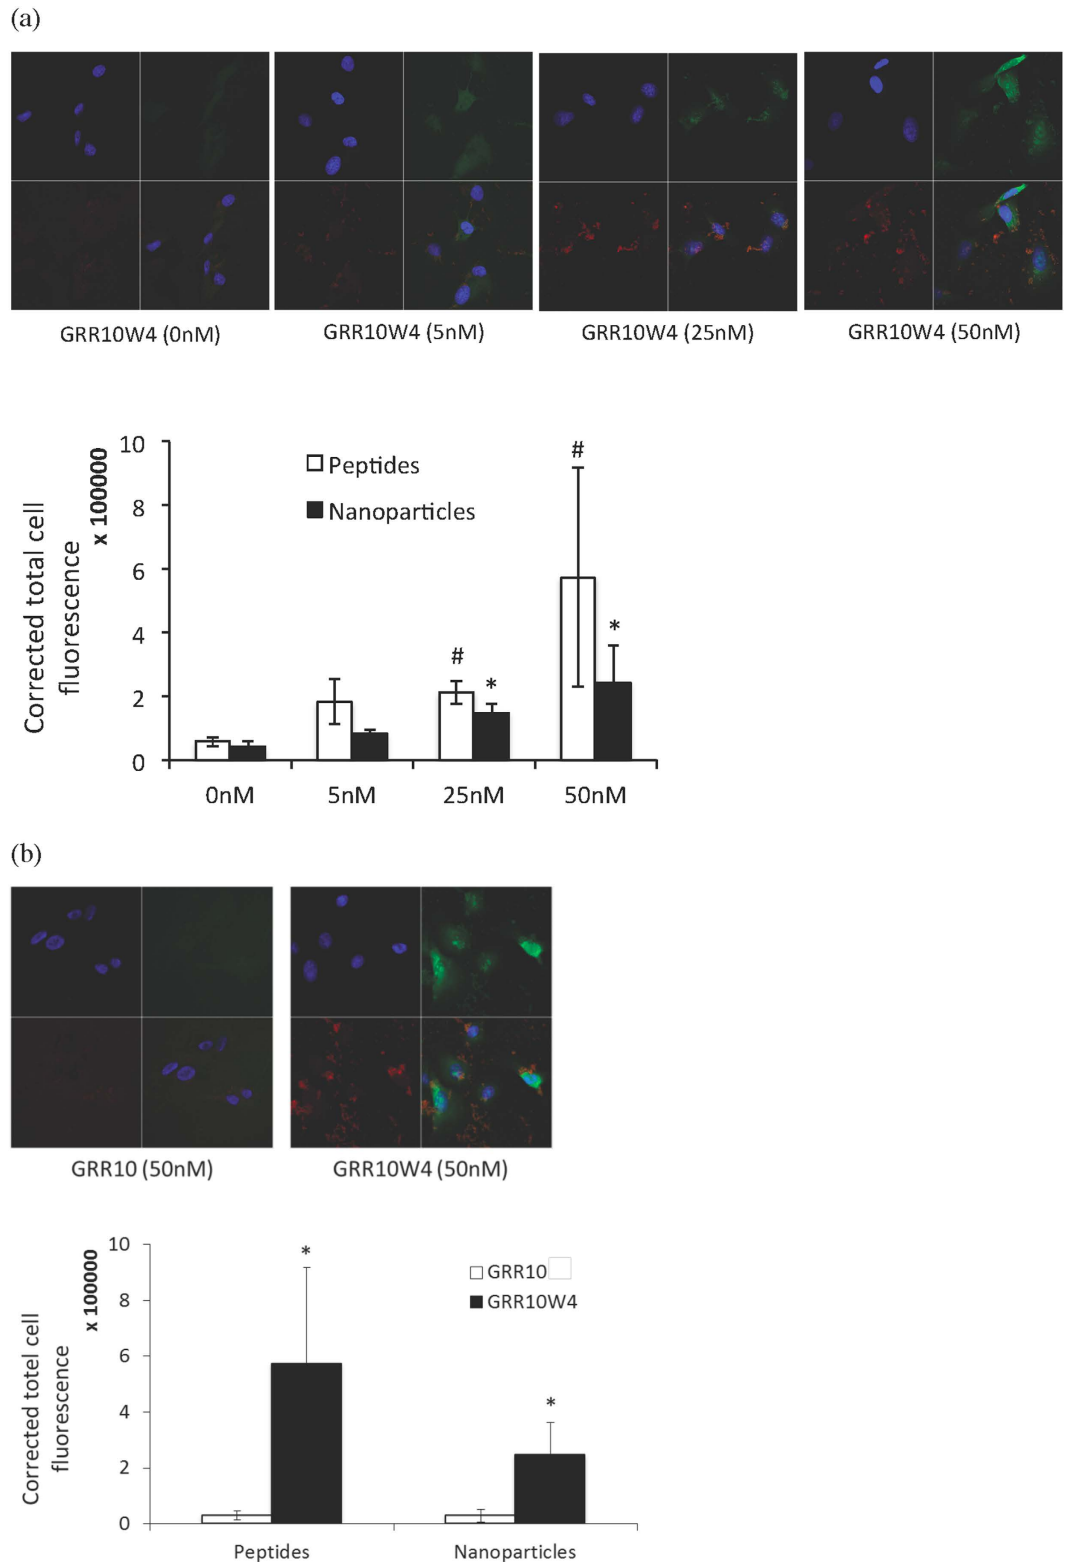 (a)
GRR10W4 (0nM)
GRR10W4 (5nM)
GRR10W4 (25nM)
GRR10W4 (50nM)
Corrected total cell
fluorescence
x 100000
10
8
6
4
2
0
Peptides
Nanoparticles
#
*
#
*
0nM
5nM
25nM
50nM
(b)
GRR10 (50nM)
GRR10W4 (50nM)
Corrected totel cell
fluorescence
x 100000
10
8
6
4
2
0
GRR10
GRR10W4
*
*
Peptides
Nanoparticles